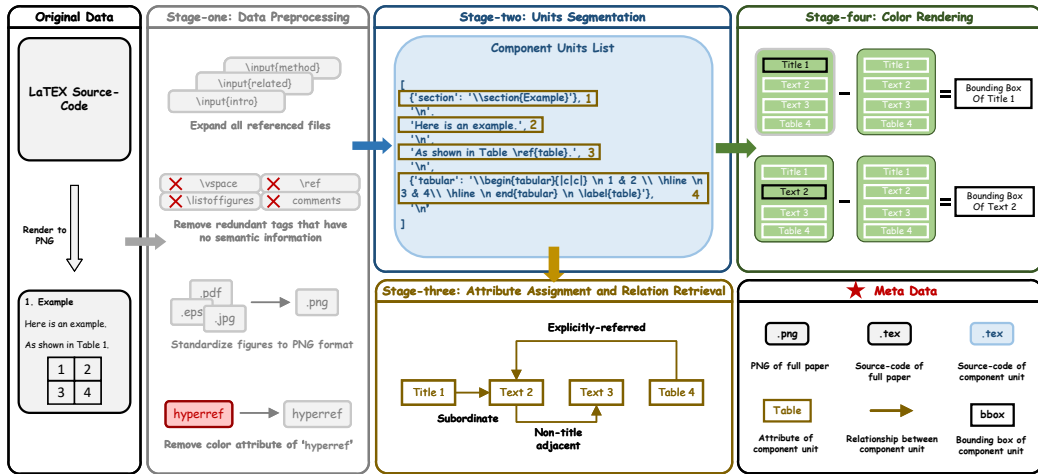 Original Data
LaTEX Source-
Code
Render to
PNG
1. Example
Here is an example.
As shown in Table 1.
1 2
3 4
Stage-one: Data Preprocessing
\input{method}
\input{related}
\input{intro}
Expand all referenced files
\vspace \ref
\listoffigures comments
Remove redundant tags that have
no semantic information
.pdf
.eps
.jpg
.png
Standardize figures to PNG format
hyperref hyperref
Remove color attribute of 'hyperref'
Stage-two: Units Segmentation
Component Units List
[
{'section': '\\section{Example}'}, 1
'\n',
'Here is an example.', 2
'\n',
'As shown in Table \ref{table}.', 3
'\n',
{'tabular': '\\begin{tabular}{|c|c|} \n 1 & 2 \\ \hline \n
3 & 4\\ \hline \n end{tabular} \n \label{table}'}, 4
'\n'
]
Stage-three: Attribute Assignment and Relation Retrieval
Explicitly-referred
Title 1 Text 2 Text 3 Table 4
Subordinate
Non-title
adjacent
Stage-four: Color Rendering
Title 1 Title 1
Text 2 Text 2
Text 3 Text 3
Table 4 Table 4
Bounding Box
Of Title 1
Title 1 Title 1
Text 2 Text 2
Text 3 Text 3
Table 4 Table 4
Bounding Box
Of Text 2
Meta Data
.png .tex .tex
PNG of full paper
Source-code of
full paper
Source-code of
component unit
Table bbox
Attribute of
component unit
Relationship between
component unit
Bounding box of
component unit